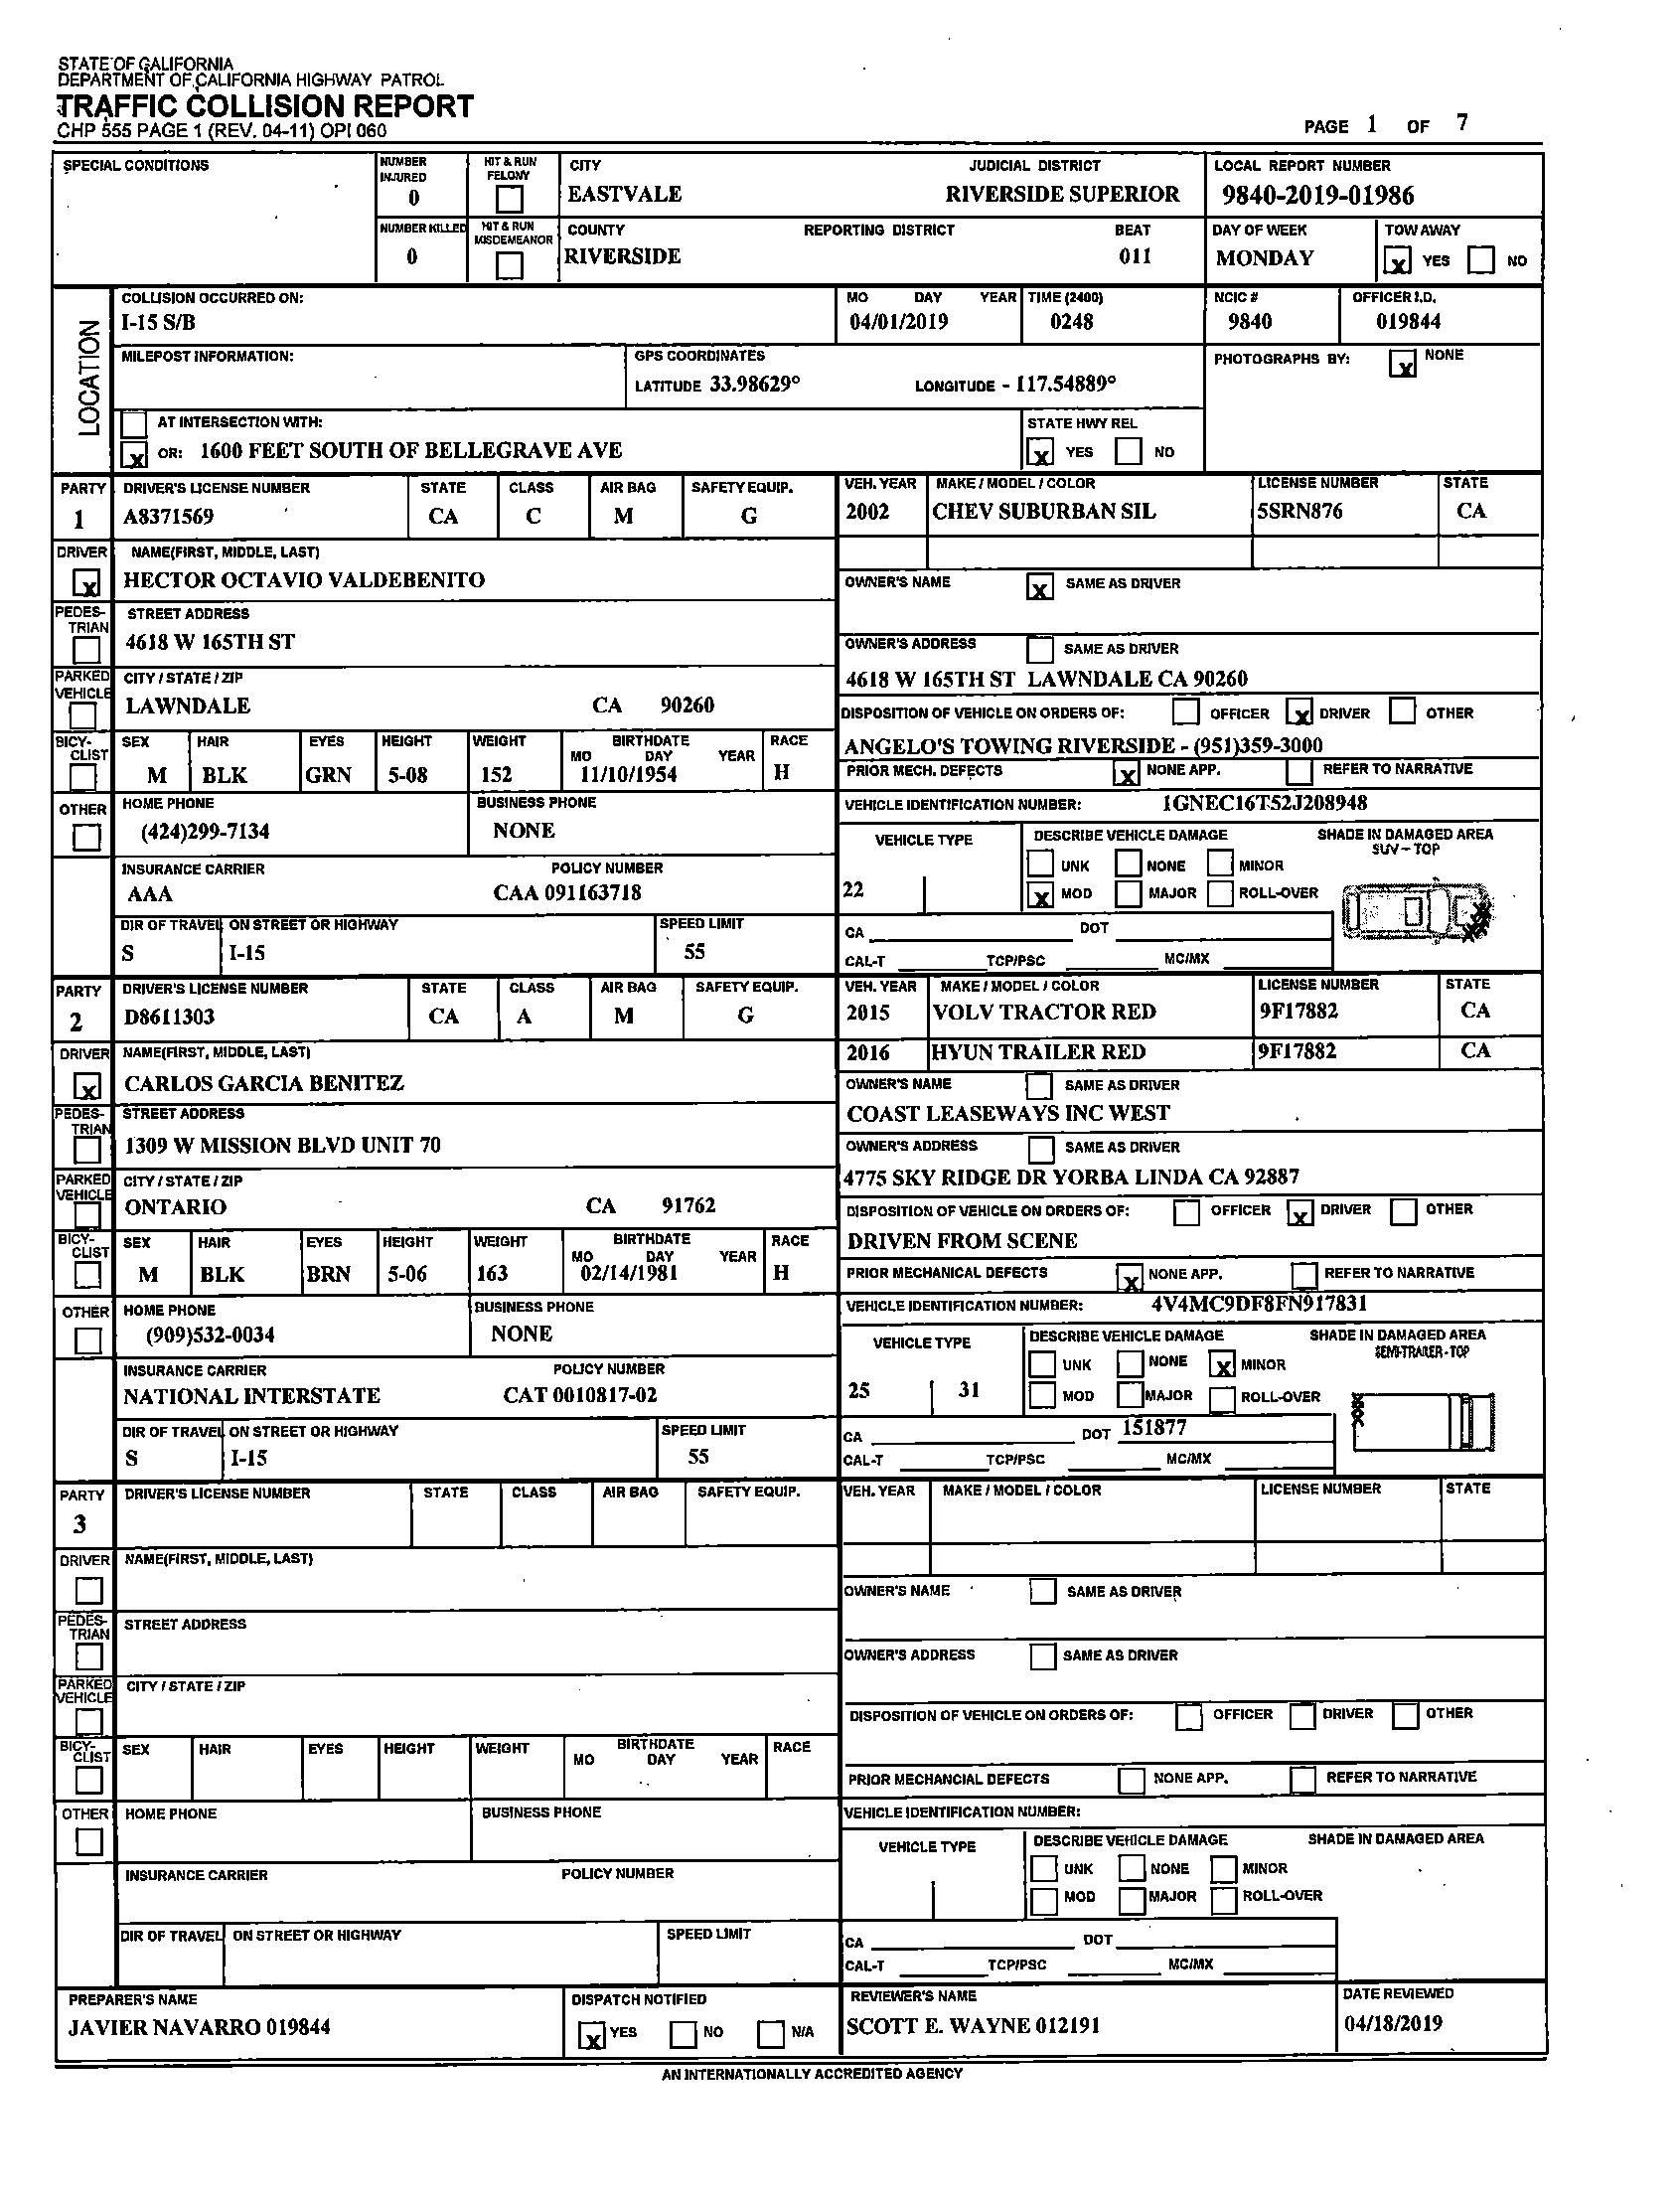 STATE OF CALIFORNIA
DEPARTMENT OF CALIFORNIA HIGHWAY PATROL
TRAFFIC COLLISION REPORT
CHP 555 PAGE 1 (REV. 04-11) OPI 060
PAGE 1 OF 7
SPECIAL CONDITIONS
NUMBER INJURED
0
HIT & RUN FELONY
CITY
EASTVALE
JUDICIAL DISTRICT
RIVERSIDE SUPERIOR
LOCAL REPORT NUMBER
9840-2019-01986
NUMBER KILLED
0
HIT & RUN MISDEMEANOR
COUNTY
RIVERSIDE
REPORTING DISTRICT
BEAT
011
DAY OF WEEK
MONDAY
TOW AWAY
X YES NO
LOCATION
COLLISION OCCURRED ON:
I-15 S/B
MO DAY YEAR
04/01/2019
TIME (2400)
0248
NCIC #
9840
OFFICER I.D.
019844
MILEPOST INFORMATION:
GPS COORDINATES
LATITUDE 33.98629° LONGITUDE - 117.54889°
PHOTOGRAPHS BY: X NONE
AT INTERSECTION WITH:
X OR: 1600 FEET SOUTH OF BELLEGRAVE AVE
STATE HWY REL
X YES NO
PARTY
1
DRIVER'S LICENSE NUMBER
A8371569
STATE
CA
CLASS
C
AIR BAG
M
SAFETY EQUIP.
G
VEH. YEAR
2002
MAKE / MODEL / COLOR
CHEV SUBURBAN SIL
LICENSE NUMBER
5SRN876
STATE
CA
DRIVER
X
NAME(FIRST, MIDDLE, LAST)
HECTOR OCTAVIO VALDEBENITO
OWNER'S NAME X SAME AS DRIVER
PEDES-TRIAN
STREET ADDRESS
4618 W 165TH ST
OWNER'S ADDRESS SAME AS DRIVER
4618 W 165TH ST LAWNDALE CA 90260
PARKED VEHICLE
CITY / STATE / ZIP
LAWNDALE CA 90260
DISPOSITION OF VEHICLE ON ORDERS OF: OFFICER X DRIVER OTHER
ANGELO'S TOWING RIVERSIDE - (951)359-3000
BICY-CLIST
SEX
M
HAIR
BLK
EYES
GRN
HEIGHT
5-08
WEIGHT
152
BIRTHDATE
MO DAY YEAR
11/10/1954
RACE
H
PRIOR MECH. DEFECTS X NONE APP. REFER TO NARRATIVE
OTHER
HOME PHONE
(424)299-7134
BUSINESS PHONE
NONE
VEHICLE IDENTIFICATION NUMBER: 1GNEC16T52J208948
VEHICLE TYPE
22
DESCRIBE VEHICLE DAMAGE
UNK NONE MINOR
X MOD MAJOR ROLL-OVER
SHADE IN DAMAGED AREA
SUV - TOP
INSURANCE CARRIER
AAA
POLICY NUMBER
CAA 091163718
DIR OF TRAVEL
S
ON STREET OR HIGHWAY
I-15
SPEED LIMIT
55
CA DOT
CAL-T TCP/PSC MC/MX
PARTY
2
DRIVER'S LICENSE NUMBER
D8611303
STATE
CA
CLASS
A
AIR BAG
M
SAFETY EQUIP.
G
VEH. YEAR
2015
MAKE / MODEL / COLOR
VOLV TRACTOR RED
LICENSE NUMBER
9F17882
STATE
CA
2016 HYUN TRAILER RED 9F17882 CA
DRIVER
X
NAME(FIRST, MIDDLE, LAST)
CARLOS GARCIA BENITEZ
OWNER'S NAME SAME AS DRIVER
COAST LEASEWAYS INC WEST
PEDES-TRIAN
STREET ADDRESS
1309 W MISSION BLVD UNIT 70
OWNER'S ADDRESS SAME AS DRIVER
4775 SKY RIDGE DR YORBA LINDA CA 92887
PARKED VEHICLE
CITY / STATE / ZIP
ONTARIO CA 91762
DISPOSITION OF VEHICLE ON ORDERS OF: OFFICER X DRIVER OTHER
DRIVEN FROM SCENE
BICY-CLIST
SEX
M
HAIR
BLK
EYES
BRN
HEIGHT
5-06
WEIGHT
163
BIRTHDATE
MO DAY YEAR
02/14/1981
RACE
H
PRIOR MECHANICAL DEFECTS X NONE APP. REFER TO NARRATIVE
OTHER
HOME PHONE
(909)532-0034
BUSINESS PHONE
NONE
VEHICLE IDENTIFICATION NUMBER: 4V4MC9DF8FN917831
VEHICLE TYPE
25 31
DESCRIBE VEHICLE DAMAGE
UNK NONE X MINOR
MOD MAJOR ROLL-OVER
SHADE IN DAMAGED AREA
SEMI-TRAILER - TOP
INSURANCE CARRIER
NATIONAL INTERSTATE
POLICY NUMBER
CAT 0010817-02
DIR OF TRAVEL
S
ON STREET OR HIGHWAY
I-15
SPEED LIMIT
55
CA DOT 151877
CAL-T TCP/PSC MC/MX
PARTY
3
DRIVER'S LICENSE NUMBER
STATE
CLASS
AIR BAG
SAFETY EQUIP.
VEH. YEAR
MAKE / MODEL / COLOR
LICENSE NUMBER
STATE
DRIVER
NAME(FIRST, MIDDLE, LAST)
OWNER'S NAME SAME AS DRIVER
PEDES-TRIAN
STREET ADDRESS
OWNER'S ADDRESS SAME AS DRIVER
PARKED VEHICLE
CITY / STATE / ZIP
DISPOSITION OF VEHICLE ON ORDERS OF: OFFICER DRIVER OTHER
BICY-CLIST
SEX
HAIR
EYES
HEIGHT
WEIGHT
BIRTHDATE
MO DAY YEAR
RACE
PRIOR MECHANCIAL DEFECTS NONE APP. REFER TO NARRATIVE
OTHER
HOME PHONE
BUSINESS PHONE
VEHICLE IDENTIFICATION NUMBER:
VEHICLE TYPE
DESCRIBE VEHICLE DAMAGE
UNK NONE MINOR
MOD MAJOR ROLL-OVER
SHADE IN DAMAGED AREA
INSURANCE CARRIER
POLICY NUMBER
DIR OF TRAVEL
ON STREET OR HIGHWAY
SPEED LIMIT
CA DOT
CAL-T TCP/PSC MC/MX
PREPARER'S NAME
JAVIER NAVARRO 019844
DISPATCH NOTIFIED
X YES NO N/A
REVIEWER'S NAME
SCOTT E. WAYNE 012191
DATE REVIEWED
04/18/2019
AN INTERNATIONALLY ACCREDITED AGENCY